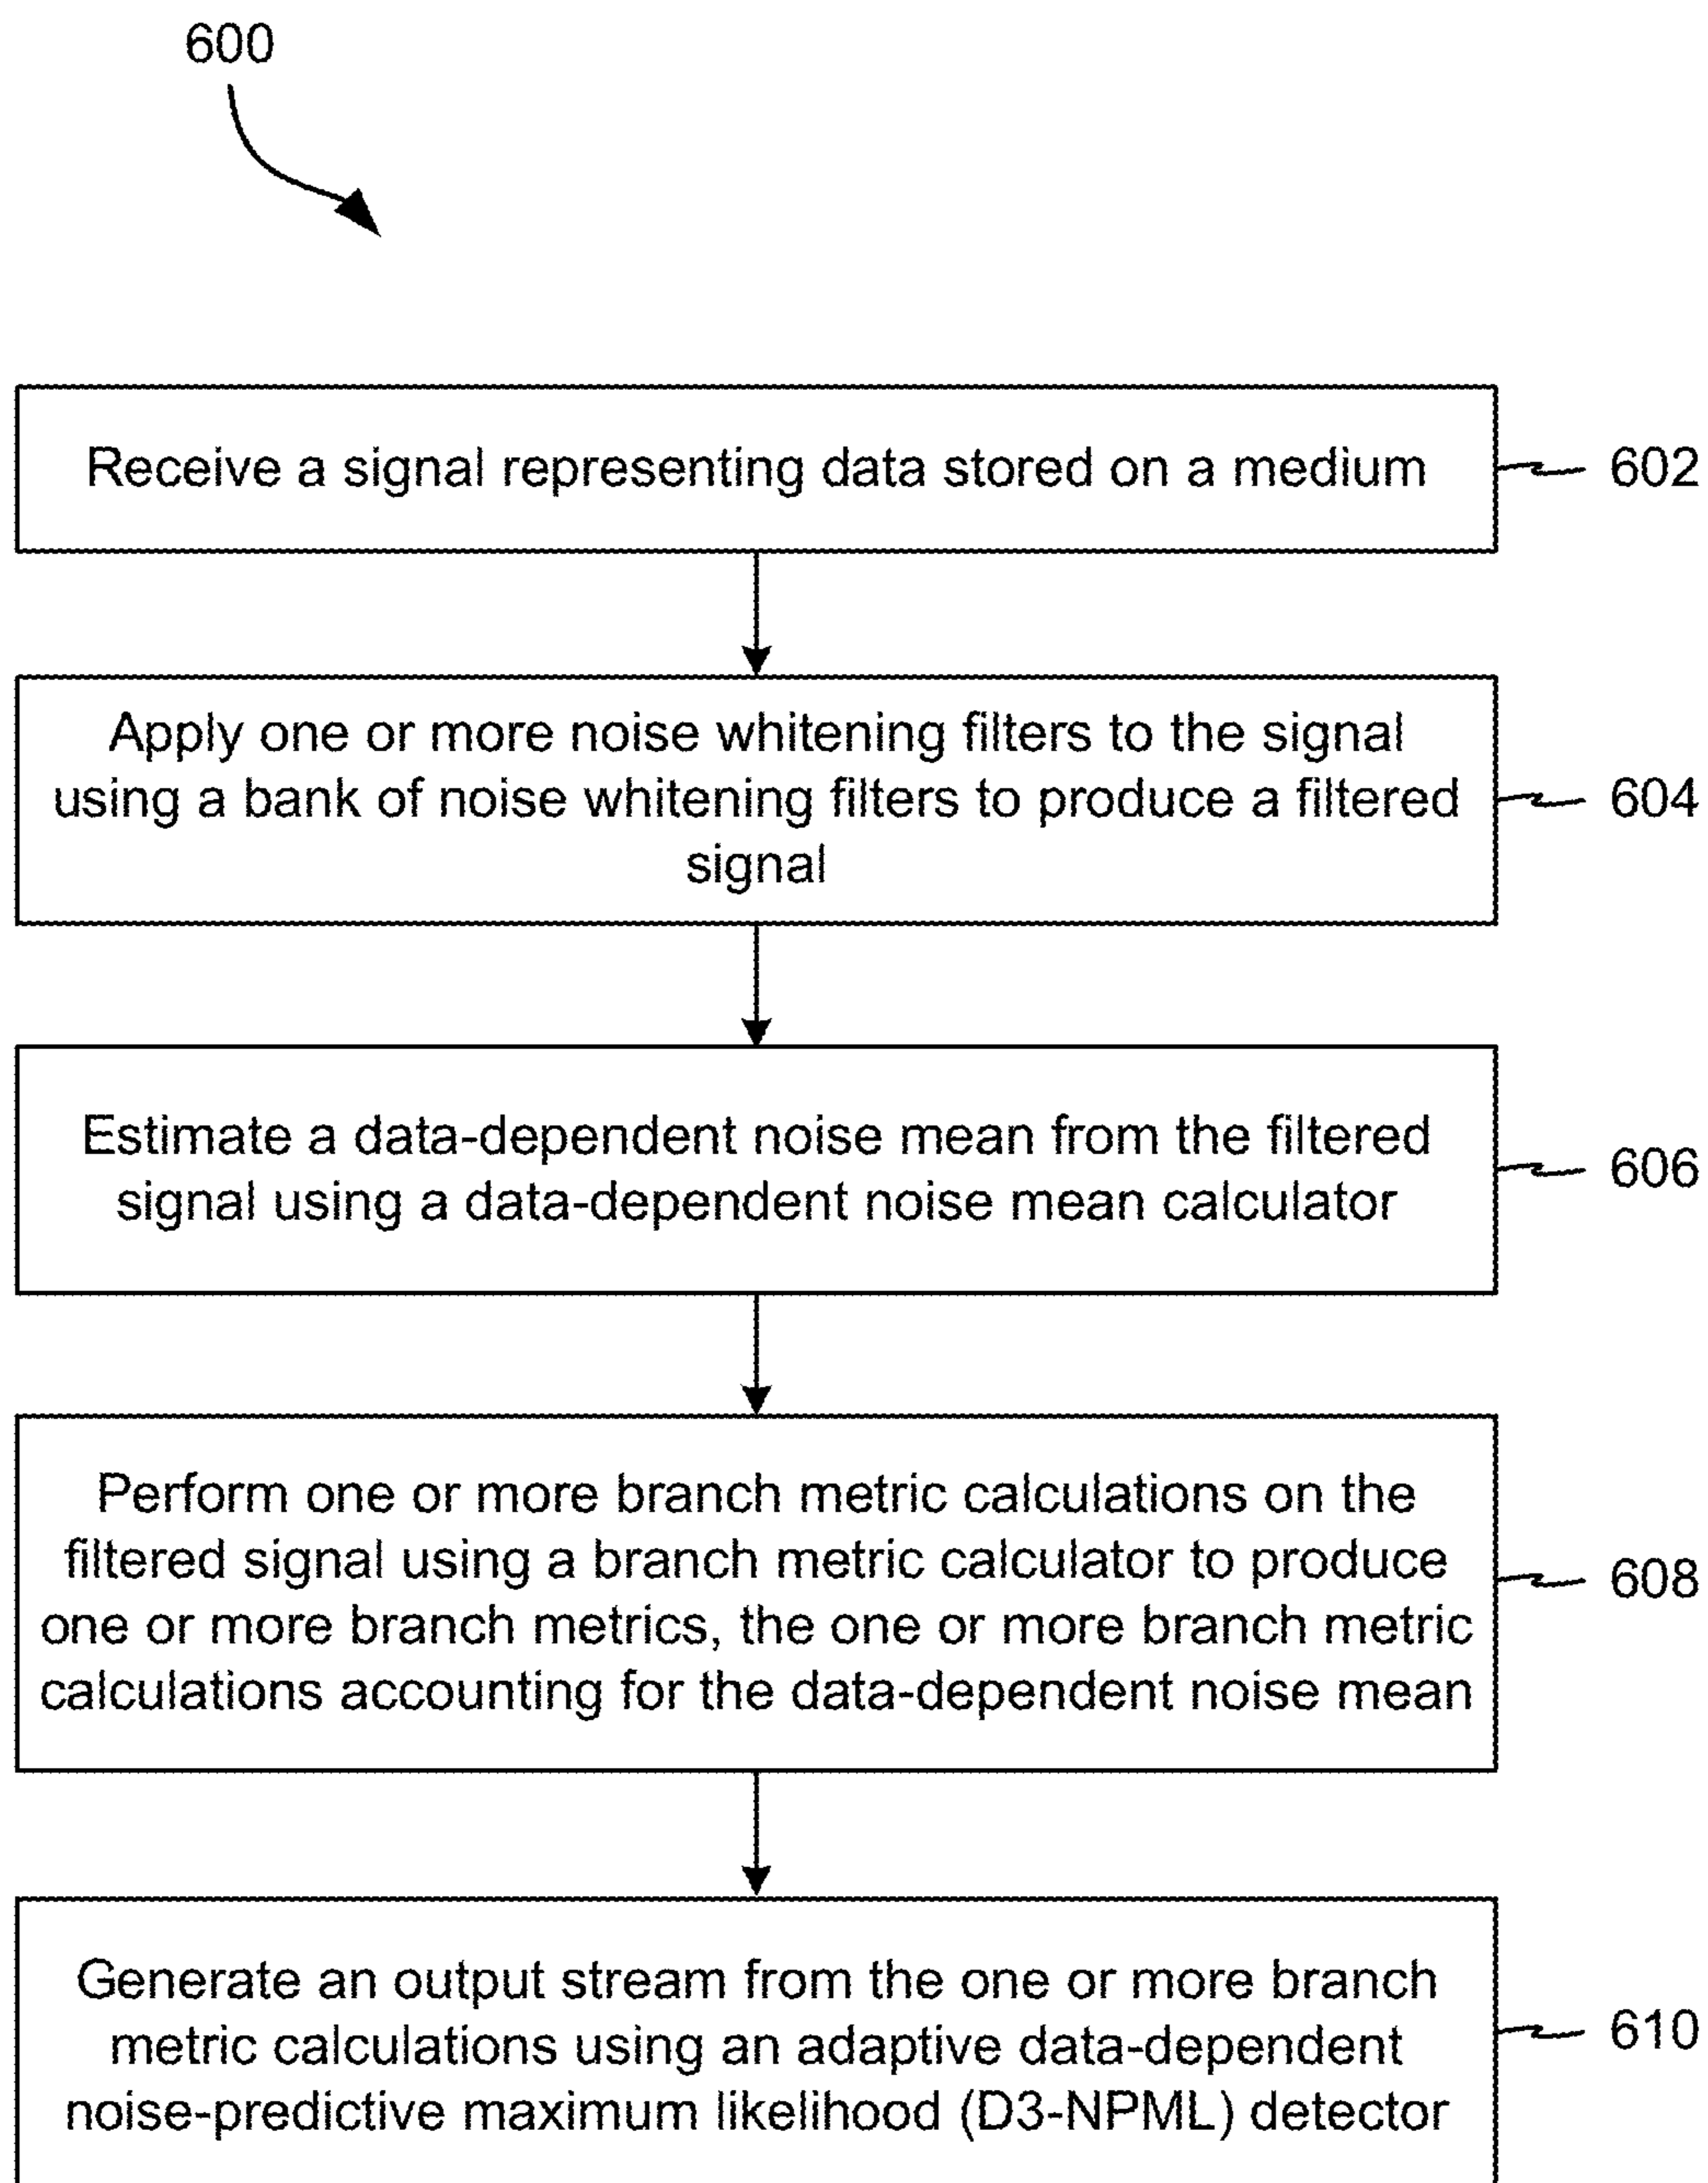 600
Receive a signal representing data stored on a medium
602
Apply one or more noise whitening filters to the signal
using a bank of noise whitening filters to produce a filtered
signal
604
Estimate a data-dependent noise mean from the filtered
signal using a data-dependent noise mean calculator
606
Perform one or more branch metric calculations on the
filtered signal using a branch metric calculator to produce
one or more branch metrics, the one or more branch metric
calculations accounting for the data-dependent noise mean
608
Generate an output stream from the one or more branch
metric calculations using an adaptive data-dependent
noise-predictive maximum likelihood (D3-NPML) detector
610